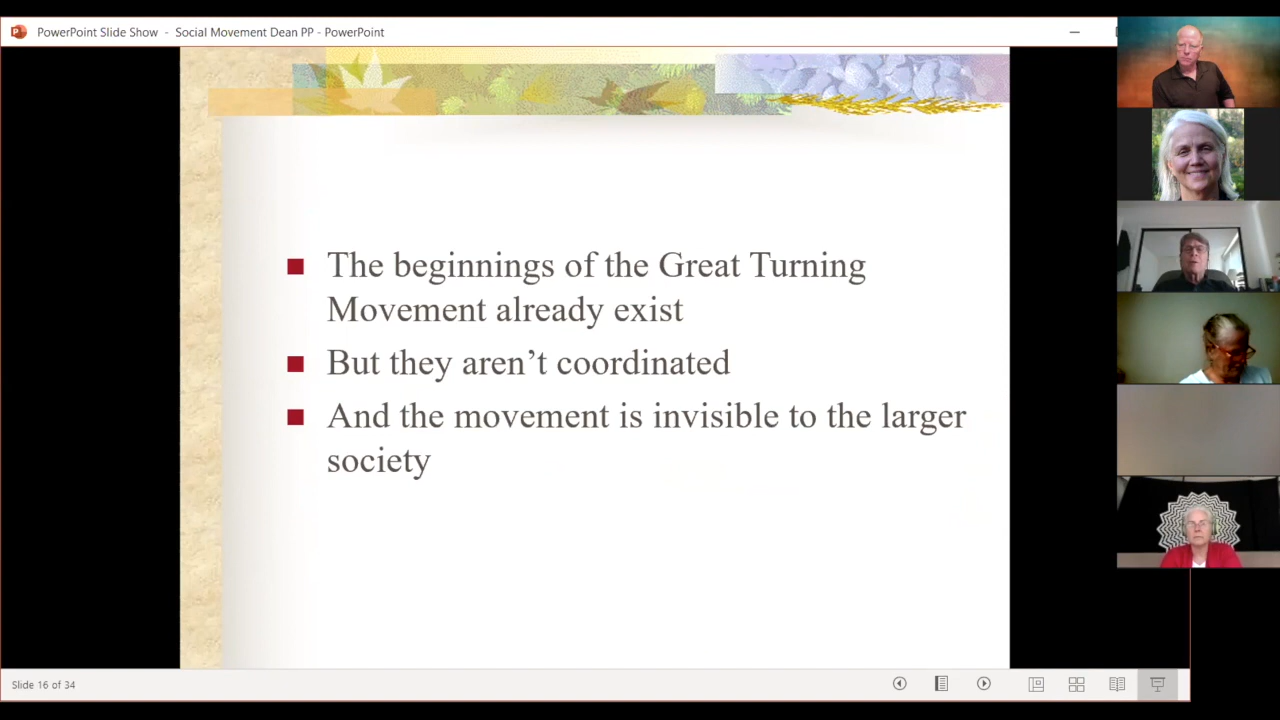 PowerPoint Slide Show - Social Movement Dean PP - PowerPoint
The beginnings of the Great Turning
Movement already exist
But they aren’t coordinated
And the movement is invisible to the larger
society
Slide 16 of 34